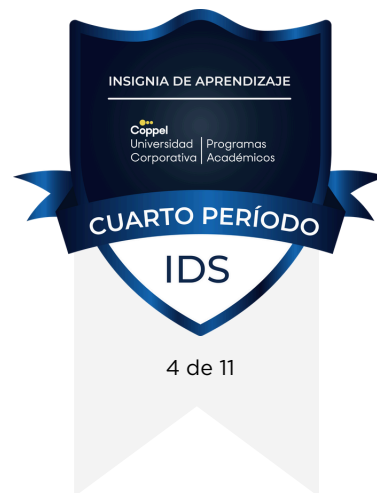 INSIGNIA DE APRENDIZAJE
Coppel
Universidad | Programas
Corporativa | Académicos
CUARTO PERÍODO
IDS
4 de 11